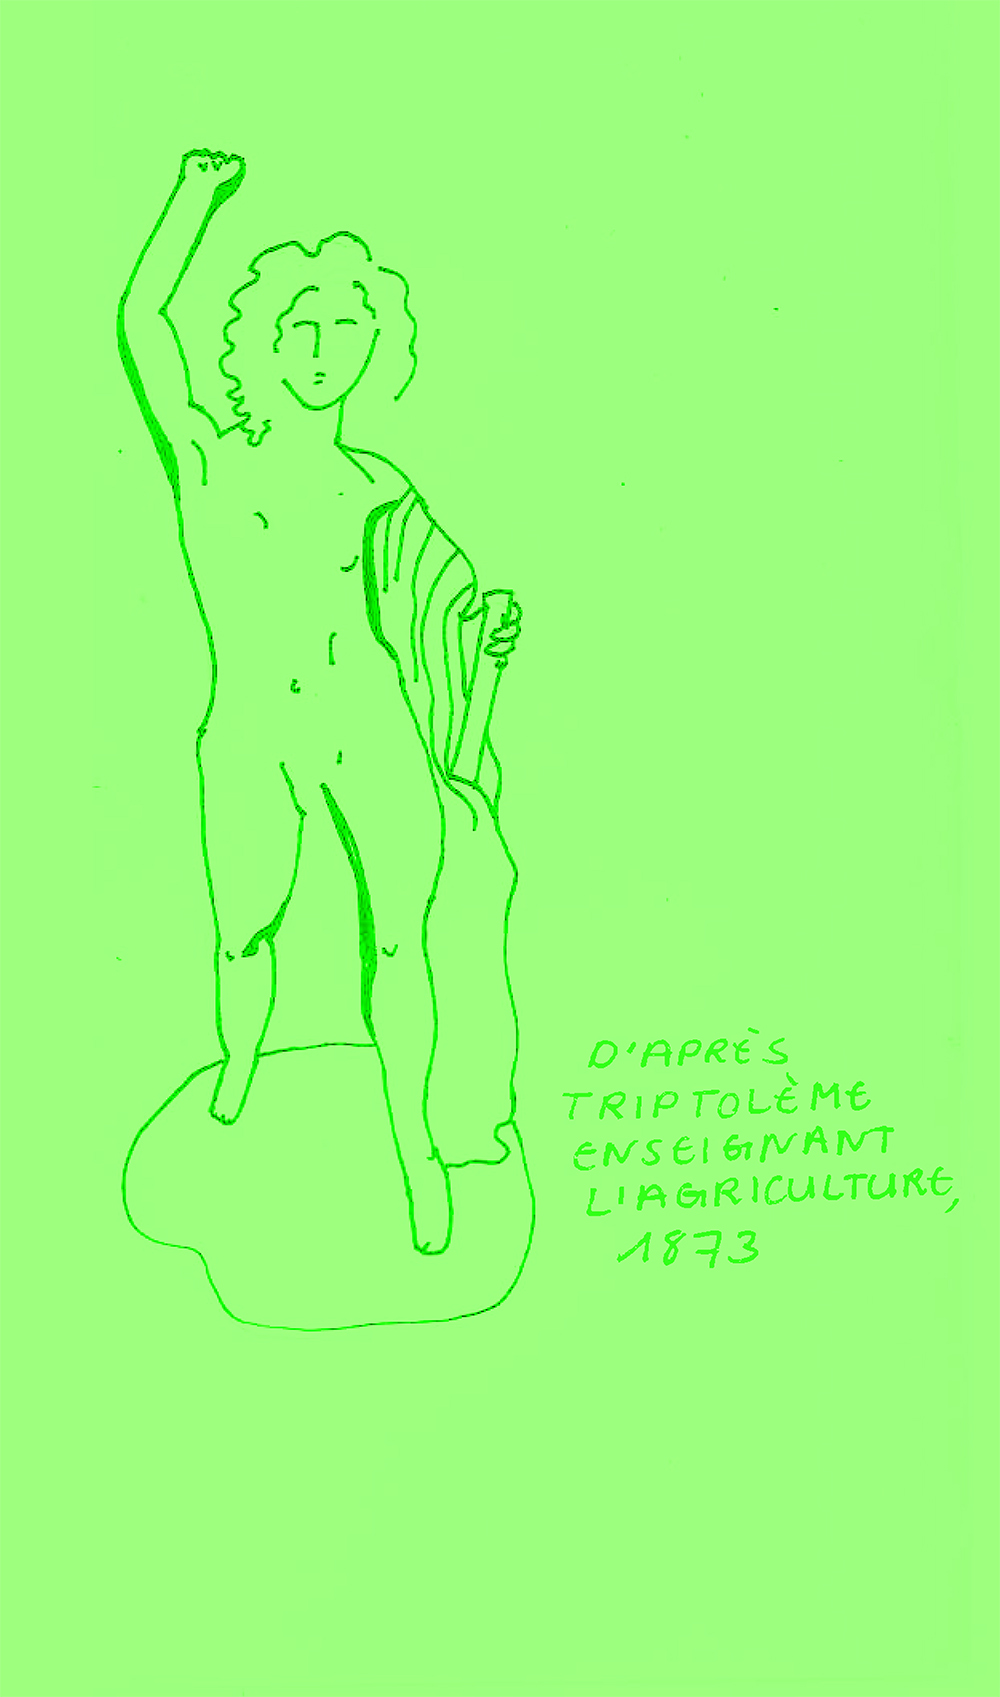 D'APRÈS
TRIPTOLÈME
ENSEIGNANT
L'AGRICULTURE,
1873